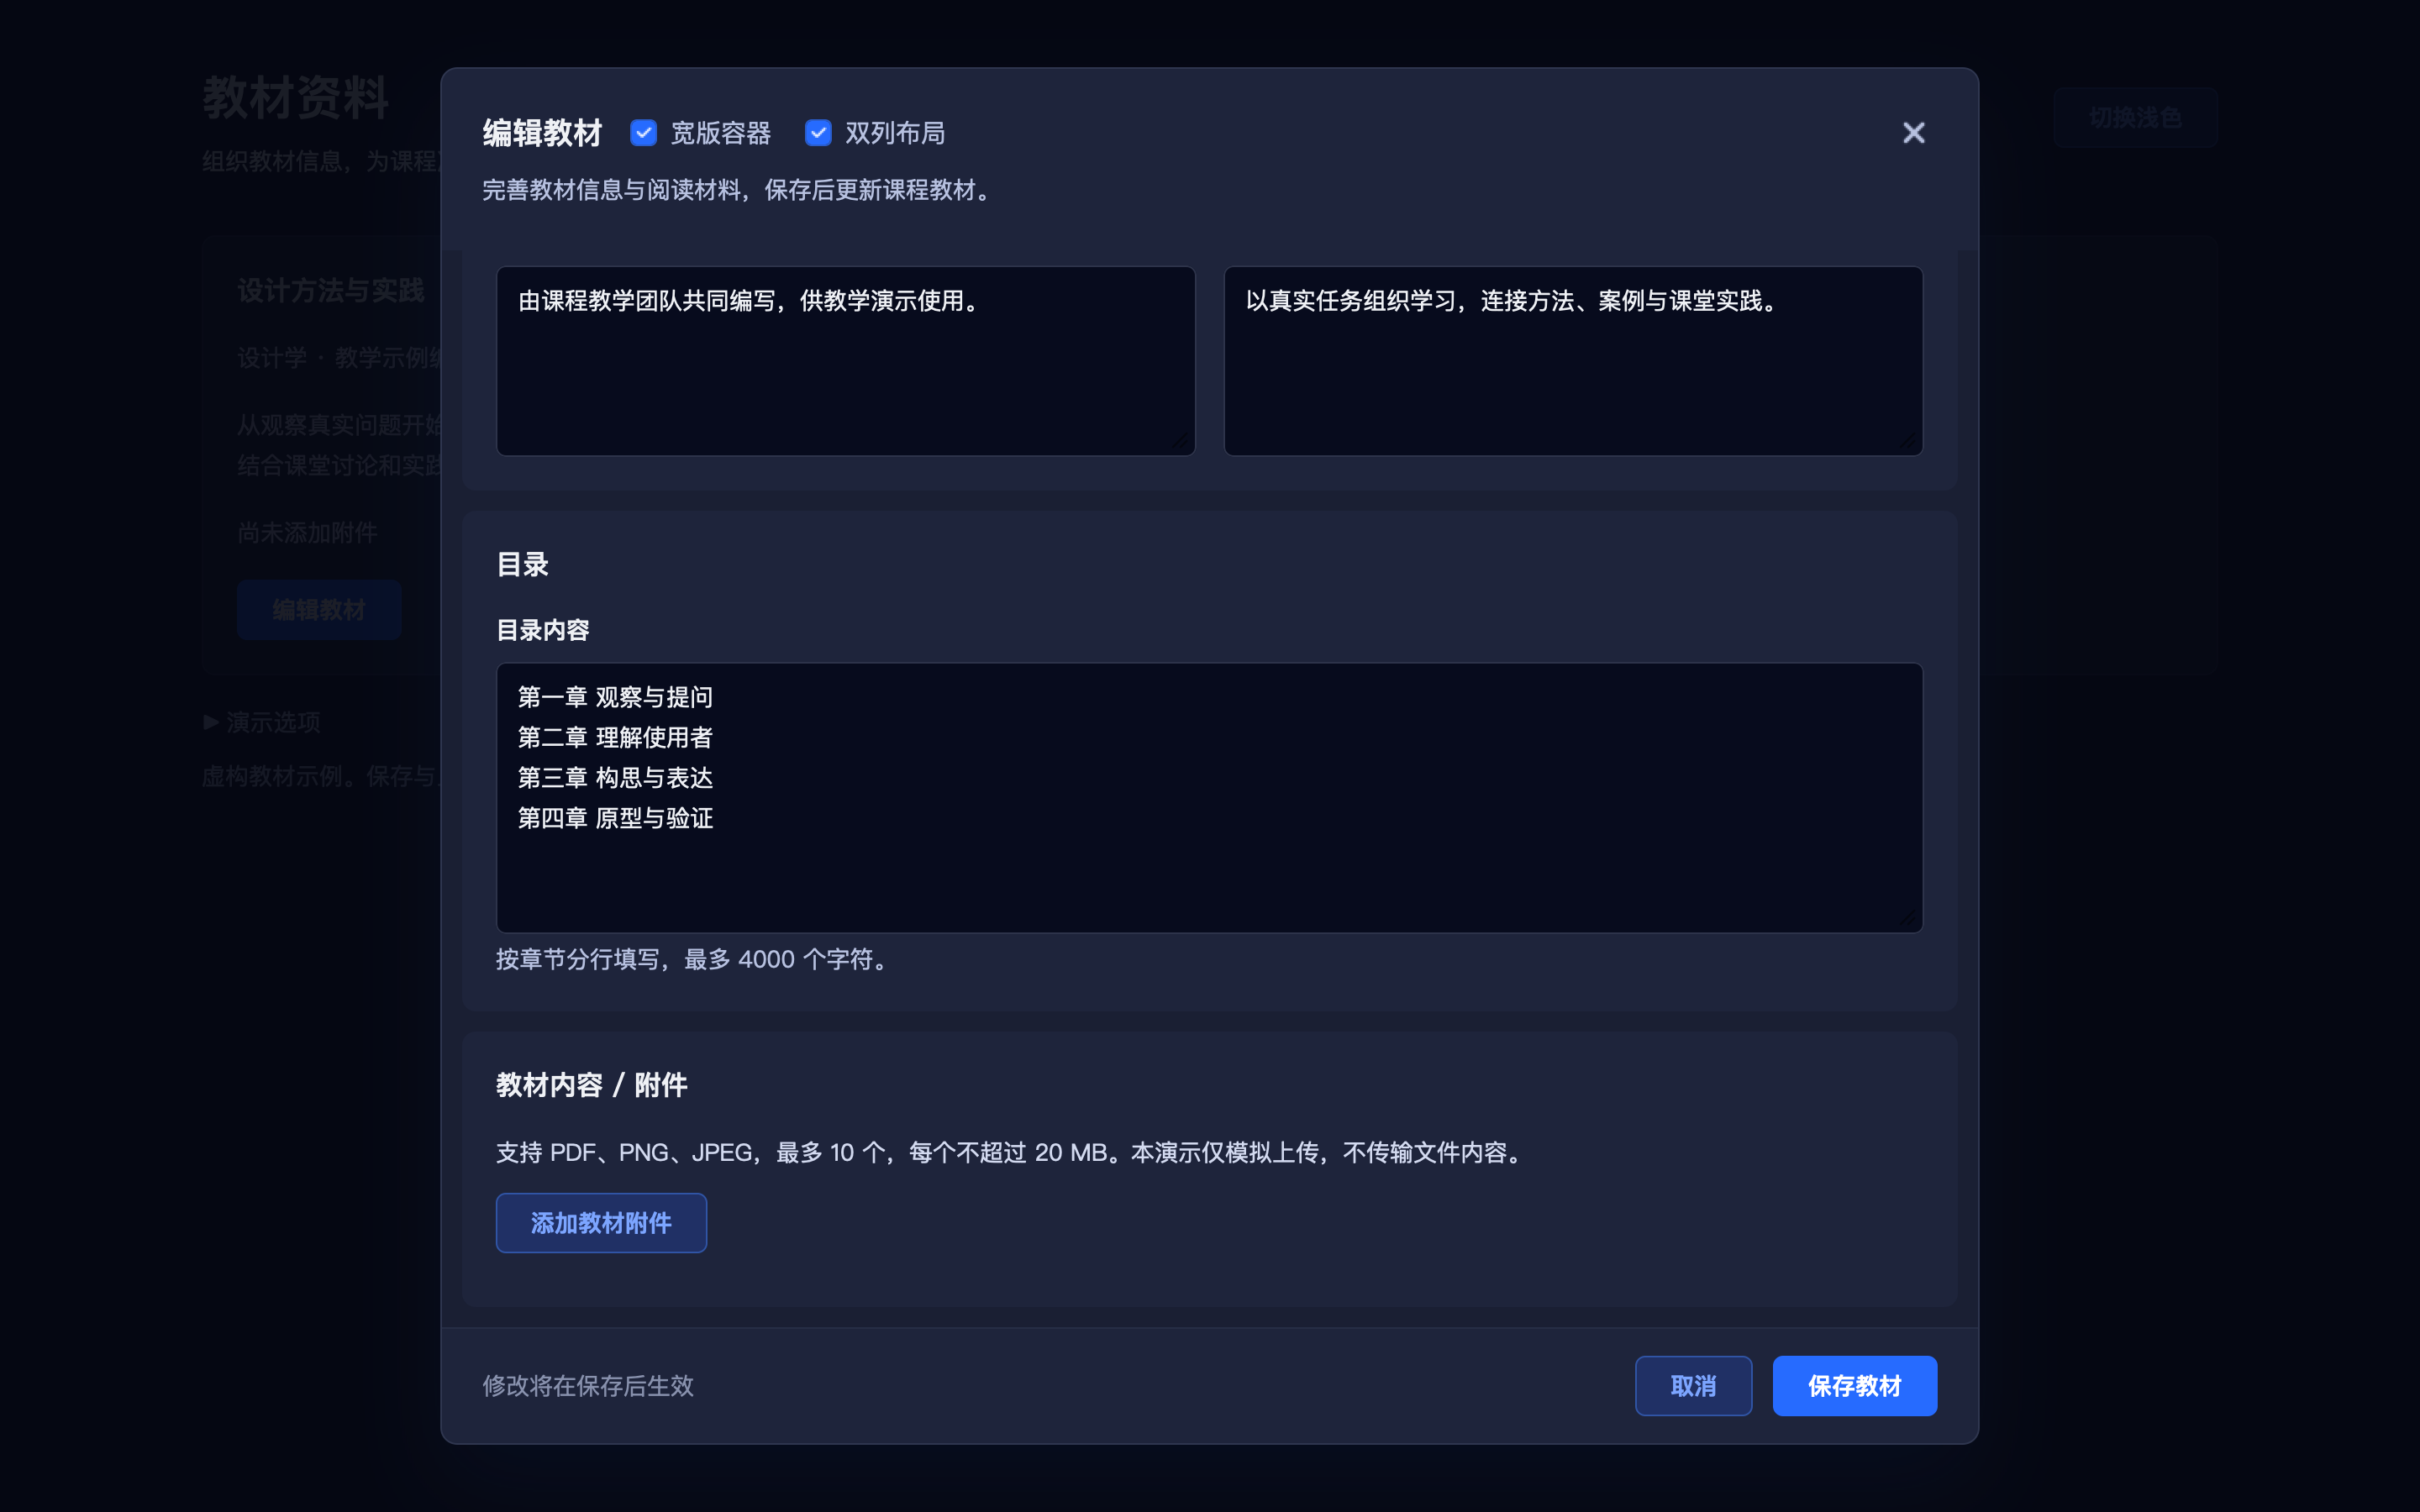 教材资料
组织教材信息，为课程
切换浅色
设计方法与实践
设计学 · 教学示例
从观察真实问题开始
结合课堂讨论和实践
尚未添加附件
编辑教材
▶ 演示选项
虚构教材示例。保存与
编辑教材
宽版容器
双列布局
完善教材信息与阅读材料，保存后更新课程教材。
由课程教学团队共同编写，供教学演示使用。
以真实任务组织学习，连接方法、案例与课堂实践。
目录
目录内容
第一章 观察与提问
第二章 理解使用者
第三章 构思与表达
第四章 原型与验证
按章节分行填写，最多 4000 个字符。
教材内容 / 附件
支持 PDF、PNG、JPEG，最多 10 个，每个不超过 20 MB。本演示仅模拟上传，不传输文件内容。
添加教材附件
修改将在保存后生效
取消
保存教材